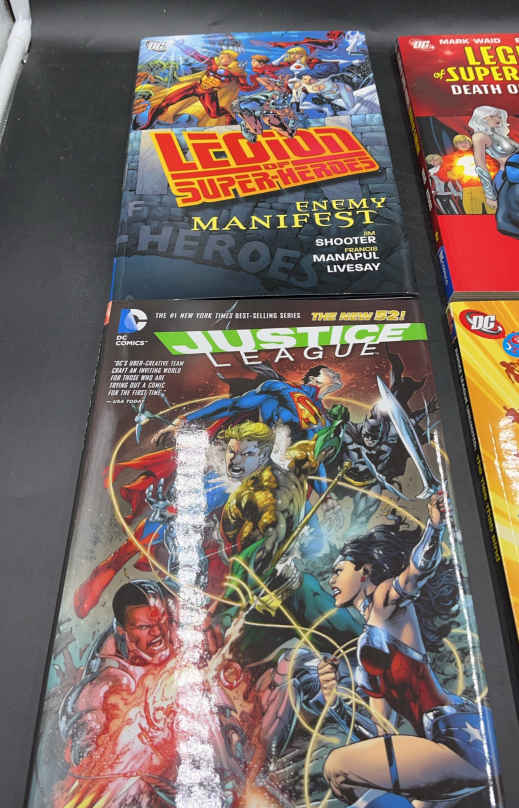 DC
LEGION
OF
SUPER-HEROES
ENEMY
MANIFEST
HEROES
JIM
SHOOTER
FRANCIS
MANAPUL
LIVESAY
DC
MARK WAID
LEG
of SUPER
DEATH O
DC
COMICS™
THE #1 NEW YORK TIMES BEST-SELLING SERIES
THE NEW 52!
JUSTICE
LEAGUE
"DC'S UBER-CREATIVE TEAM
CRAFT AN INVITING WORLD
FOR THOSE WHO ARE
TRYING OUT A COMIC
FOR THE FIRST TIME."
— USA TODAY
DC